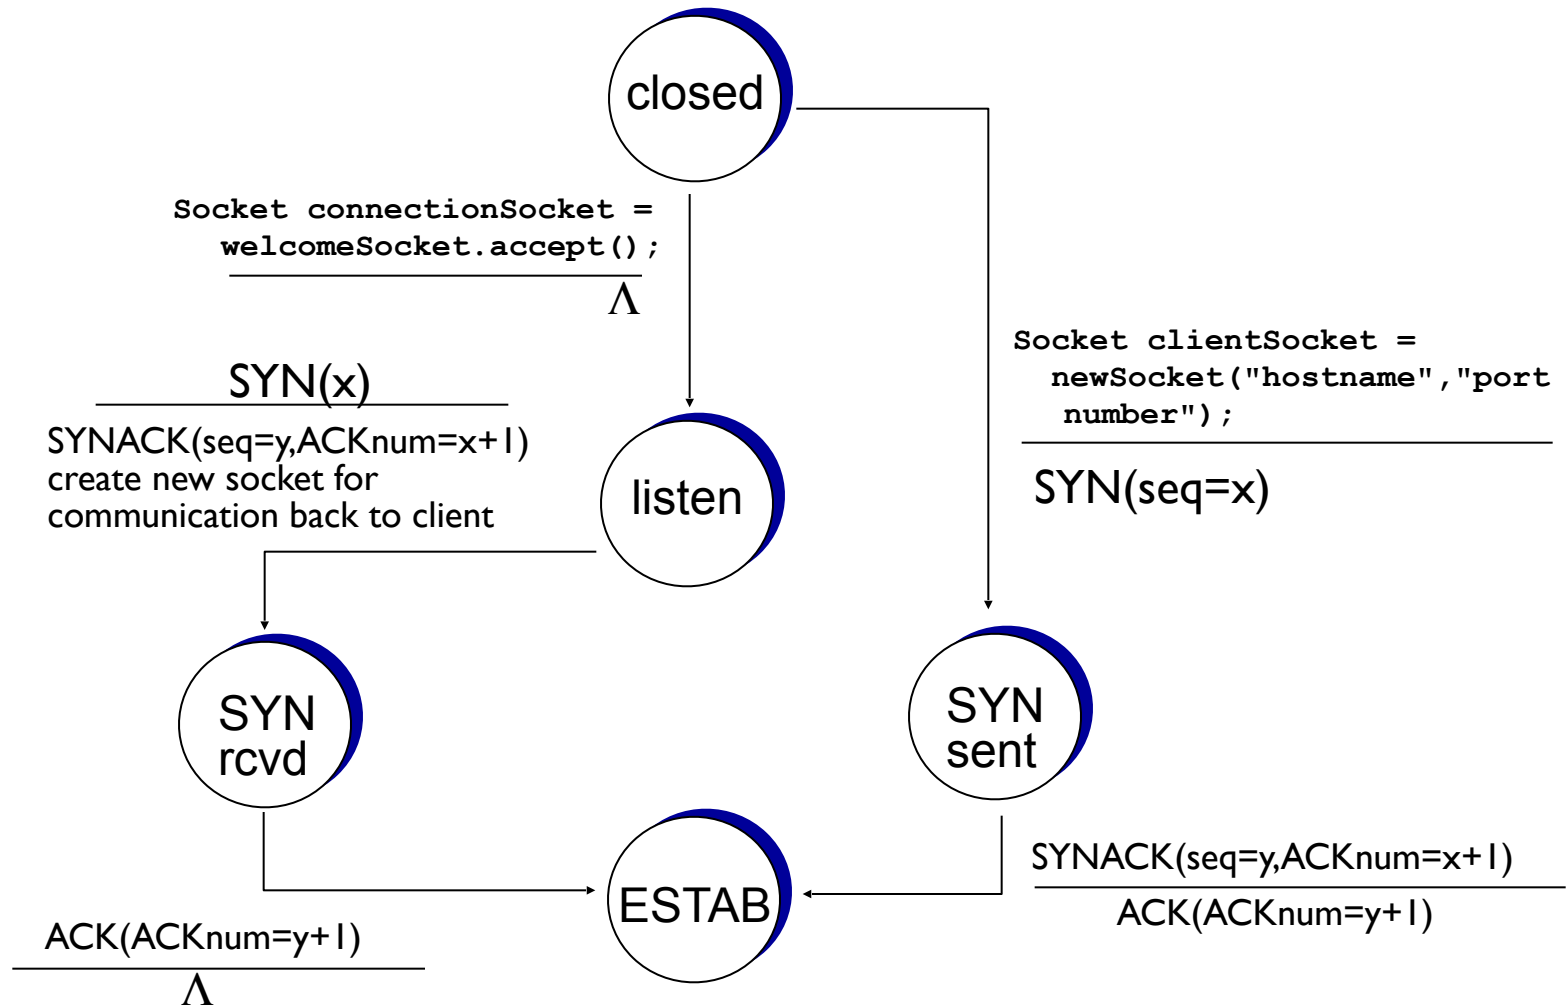 closed
Socket connectionSocket =
welcomeSocket.accept();
Λ
Socket clientSocket =
newSocket("hostname","port
number");
SYN(seq=x)
SYN(x)
SYNACK(seq=y,ACKnum=x+1)
create new socket for
communication back to client
listen
SYN
rcvd
SYN
sent
ESTAB
SYNACK(seq=y,ACKnum=x+1)
ACK(ACKnum=y+1)
ACK(ACKnum=y+1)
Λ